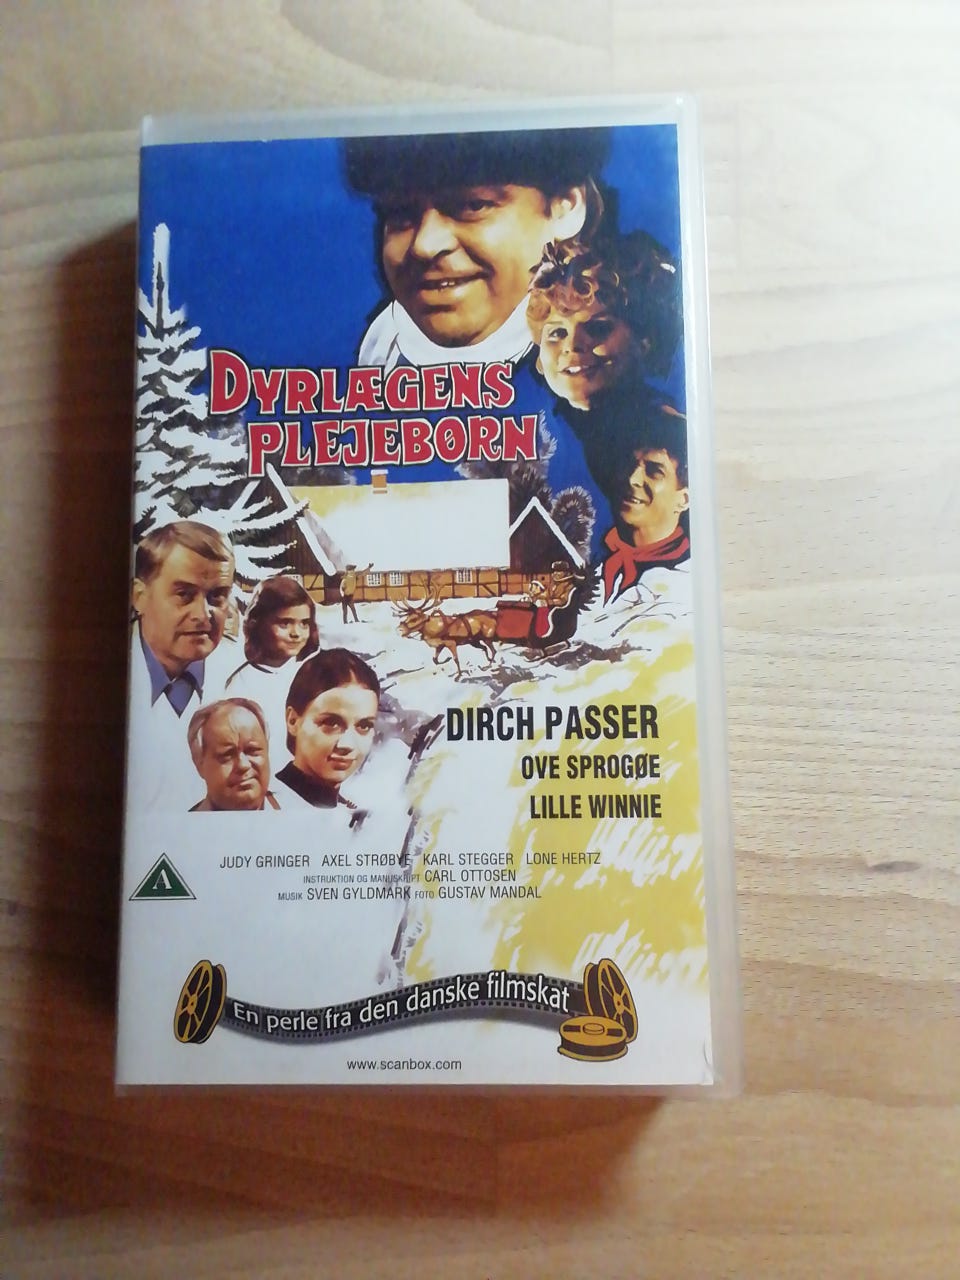 DYRLÆGENS
PLEJEBØRN
DIRCH PASSER
OVE SPROGØE
LILLE WINNIE
JUDY GRINGER AXEL STRØBYE KARL STEGGER LONE HERTZ
INSTRUKTION OG MANUSKRIPT CARL OTTOSEN
MUSIK SVEN GYLDMARK FOTO GUSTAV MANDAL
A
En perle fra den danske filmskat
www.scanbox.com